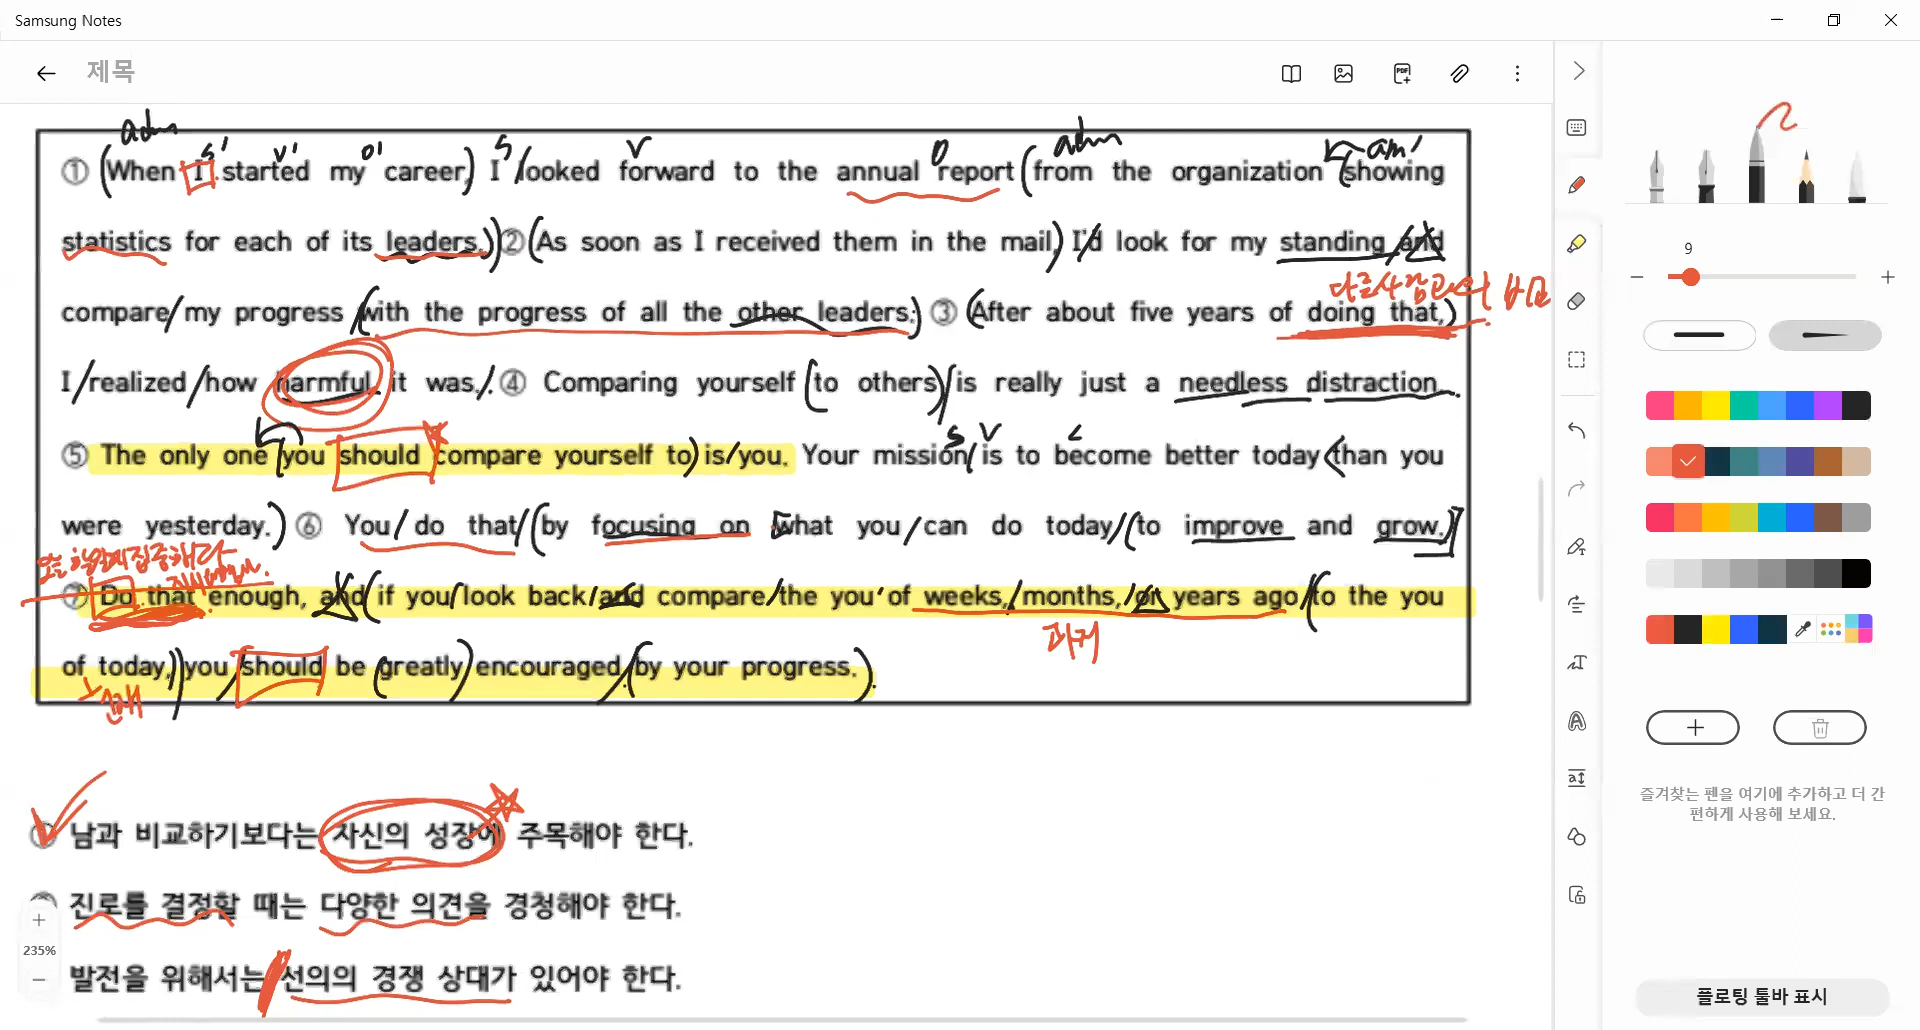 Samsung Notes
제목
adv s' v' o' s v o adv am'
① (When I started my career,) I looked forward to the annual report (from the organization (showing
statistics for each of its leaders.)) ② (As soon as I received them in the mail,) I'd look for my standing and
다른사람과의 비교
compare/my progress (with the progress of all the other leaders.) ③ (After about five years of doing that,)
I/realized/how harmful it was. ④ Comparing yourself (to others)/is really just a needless distraction.
s v c
⑤ The only one (you should compare yourself to) is/you. Your mission is to become better today (than you
were yesterday.) ⑥ You/do that/(by focusing on [what you/can do today/(to improve and grow.)]
⑦ Do that enough, and (if you/look back/and compare/the you of weeks,/months,/or years ago/(to the you
과거
of today,)) you/should be (greatly) encouraged/(by your progress.)
① 남과 비교하기보다는 자신의 성장에 주목해야 한다.
진로를 결정할 때는 다양한 의견을 경청해야 한다.
발전을 위해서는/선의의 경쟁 상대가 있어야 한다.
235%
9
즐겨찾는 펜을 여기에 추가하고 더 간
편하게 사용해 보세요.
플로팅 툴바 표시